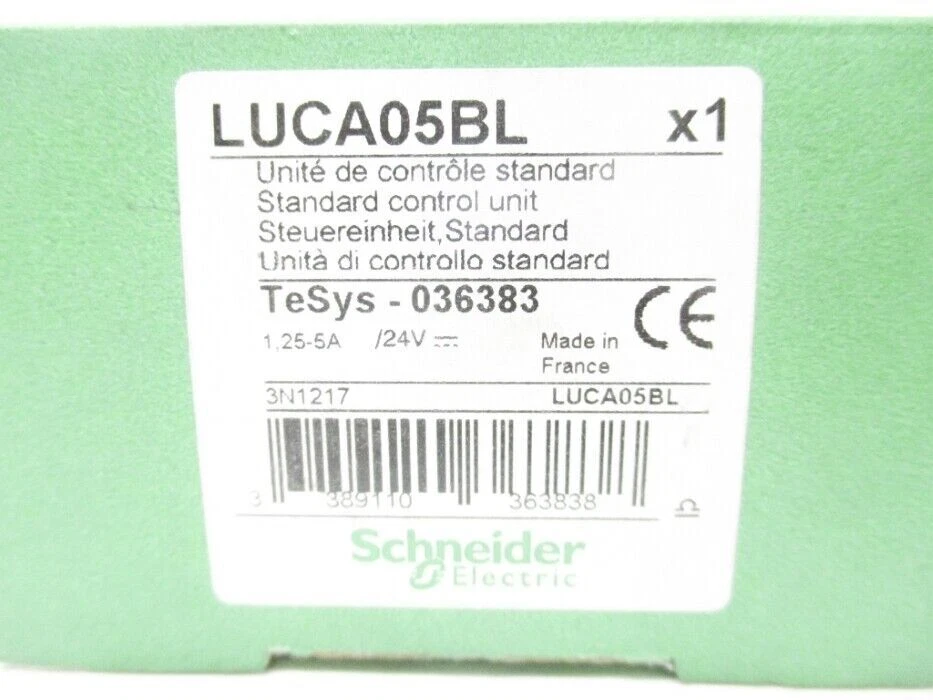 LUCA05BL x1
Unité de contrôle standard
Standard control unit
Steuereinheit,Standard
Unità di controllo standard
TeSys - 036383
1,25-5A /24V ⎓
Made in
France
CE
3N1217 LUCA05BL
3 389110 363838
Schneider
Electric